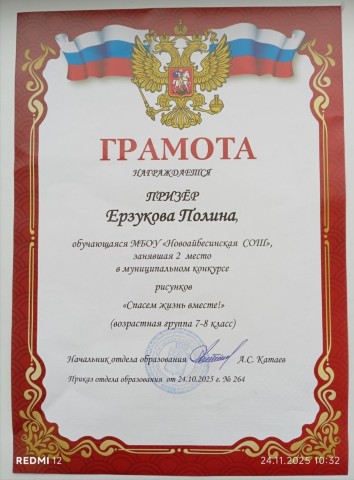 ГРАМОТА
НАГРАЖДАЕТСЯ
ПРИЗЁР
Ерзукова Полина,
обучающаяся МБОУ «Новоайбесинская СОШ»,
занявшая 2 место
в муниципальном конкурсе
рисунков
«Спасем жизнь вместе!»
(возрастная группа 7-8 класс)
Начальник отдела образования А.С. Катаев
Приказ отдела образования от 24.10.2025 г. № 264
REDMI 12
24.11.2025 10:32